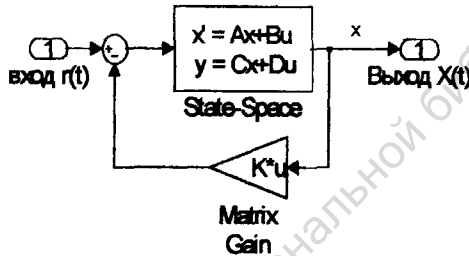 x' = Ax+Bu
y = Cx+Du
State-Space
x
1
вход r(t)
+
-
1
Выход X(t)
K*u
Matrix
Gain